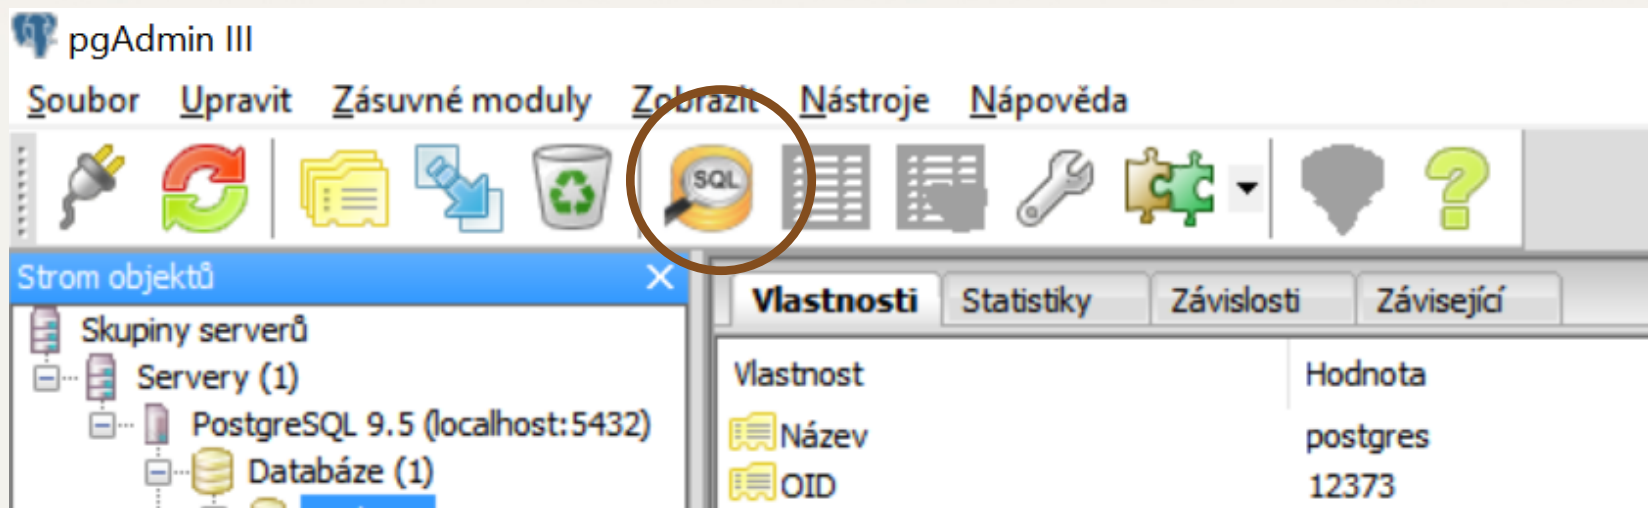 pgAdmin III
Soubor Upravit Zásuvné moduly Zobrazit Nástroje Nápověda
SQL
Strom objektů
Skupiny serverů
Servery (1)
PostgreSQL 9.5 (localhost:5432)
Databáze (1)
Vlastnosti Statistiky Závislosti Závisející
Vlastnost Hodnota
Název postgres
OID 12373